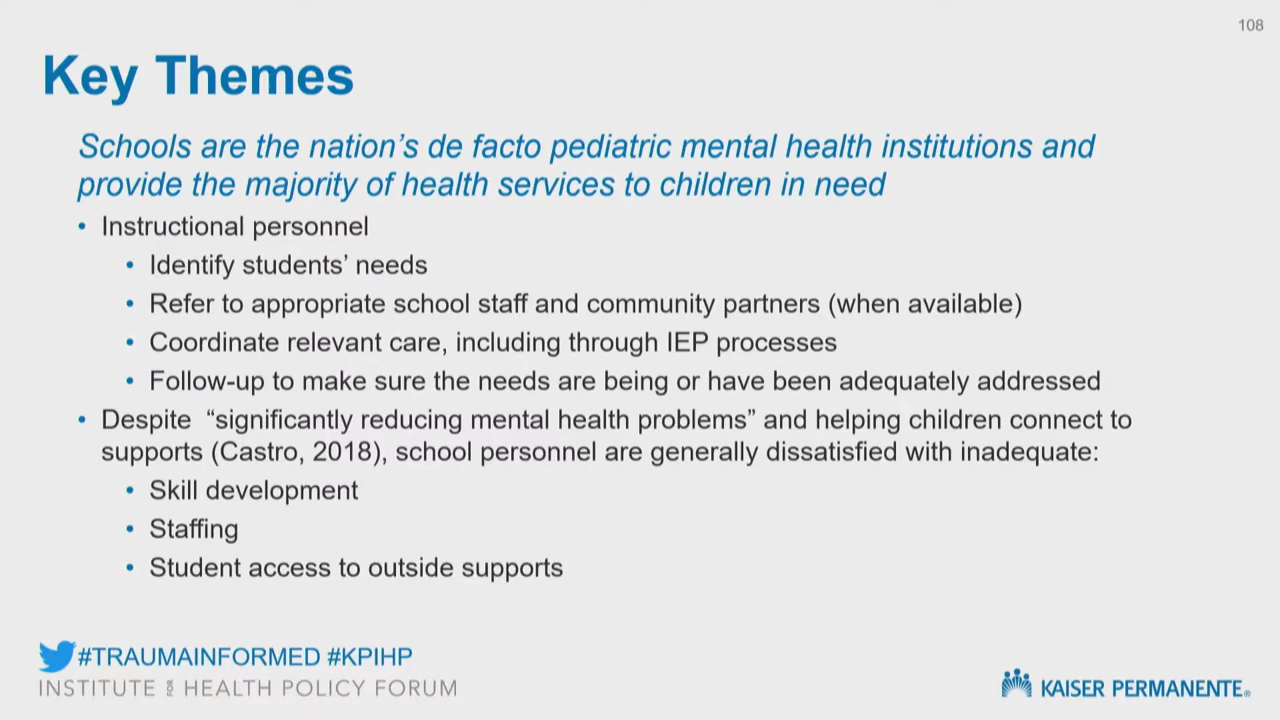 108
Key Themes
Schools are the nation’s de facto pediatric mental health institutions and
provide the majority of health services to children in need
• Instructional personnel
• Identify students’ needs
• Refer to appropriate school staff and community partners (when available)
• Coordinate relevant care, including through IEP processes
• Follow-up to make sure the needs are being or have been adequately addressed
• Despite “significantly reducing mental health problems” and helping children connect to
supports (Castro, 2018), school personnel are generally dissatisfied with inadequate:
• Skill development
• Staffing
• Student access to outside supports
#TRAUMAINFORMED #KPIHP
INSTITUTE FOR HEALTH POLICY FORUM
KAISER PERMANENTE®